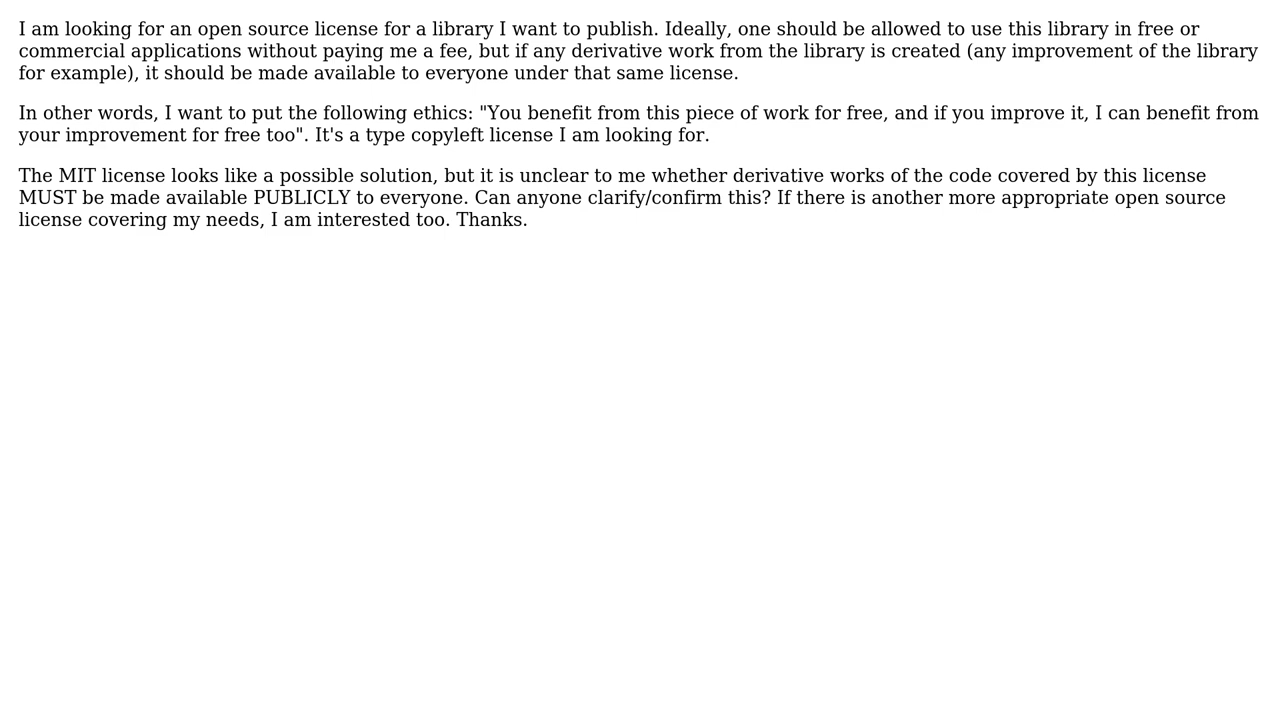 I am looking for an open source license for a library I want to publish. Ideally, one should be allowed to use this library in free or
commercial applications without paying me a fee, but if any derivative work from the library is created (any improvement of the library
for example), it should be made available to everyone under that same license.
In other words, I want to put the following ethics: "You benefit from this piece of work for free, and if you improve it, I can benefit from
your improvement for free too". It's a type copyleft license I am looking for.
The MIT license looks like a possible solution, but it is unclear to me whether derivative works of the code covered by this license
MUST be made available PUBLICLY to everyone. Can anyone clarify/confirm this? If there is another more appropriate open source
license covering my needs, I am interested too. Thanks.